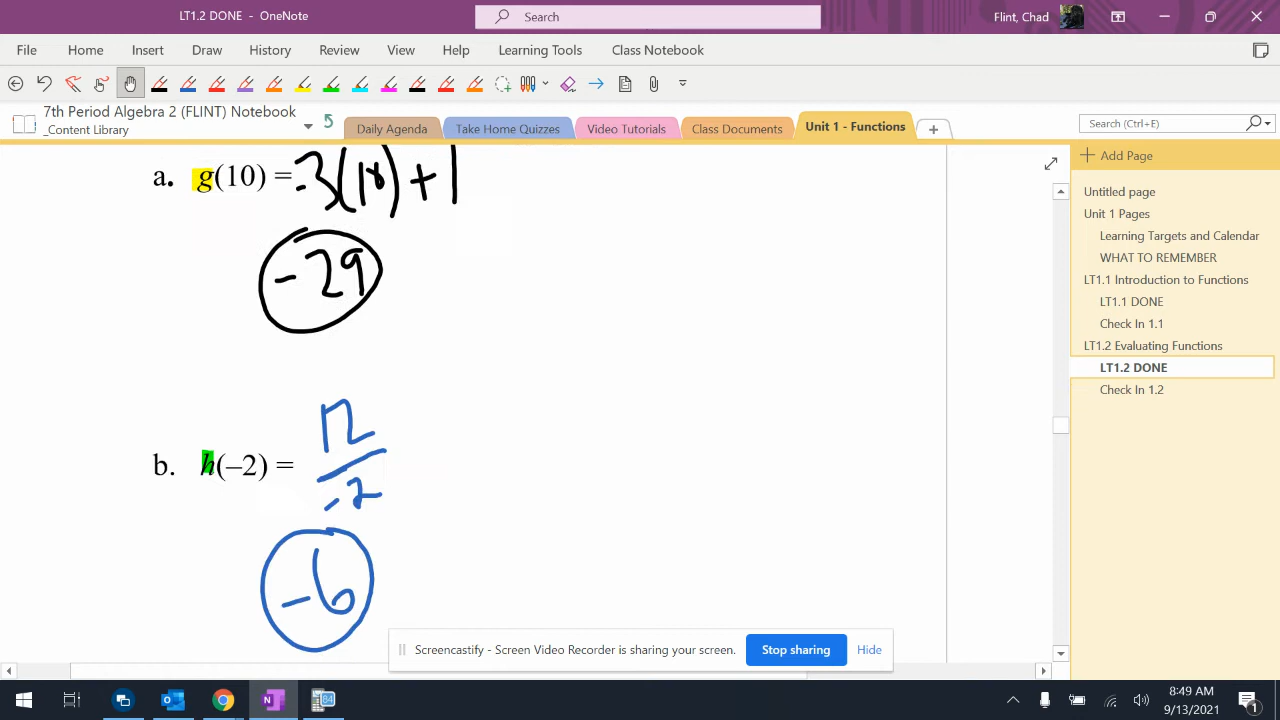 LT1.2 DONE - OneNote
Search
Flint, Chad
File Home Insert Draw History Review View Help Learning Tools Class Notebook
7th Period Algebra 2 (FLINT) Notebook
_Content Library
Daily Agenda Take Home Quizzes Video Tutorials Class Documents Unit 1 - Functions
Search (Ctrl+E)
Add Page
Untitled page
Unit 1 Pages
Learning Targets and Calendar
WHAT TO REMEMBER
LT1.1 Introduction to Functions
LT1.1 DONE
Check In 1.1
LT1.2 Evaluating Functions
LT1.2 DONE
Check In 1.2
a. g(10) = -3(10) + 1
-29
b. h(–2) = 12
-2
-6
Screencastify - Screen Video Recorder is sharing your screen. Stop sharing Hide
8:49 AM
9/13/2021
1